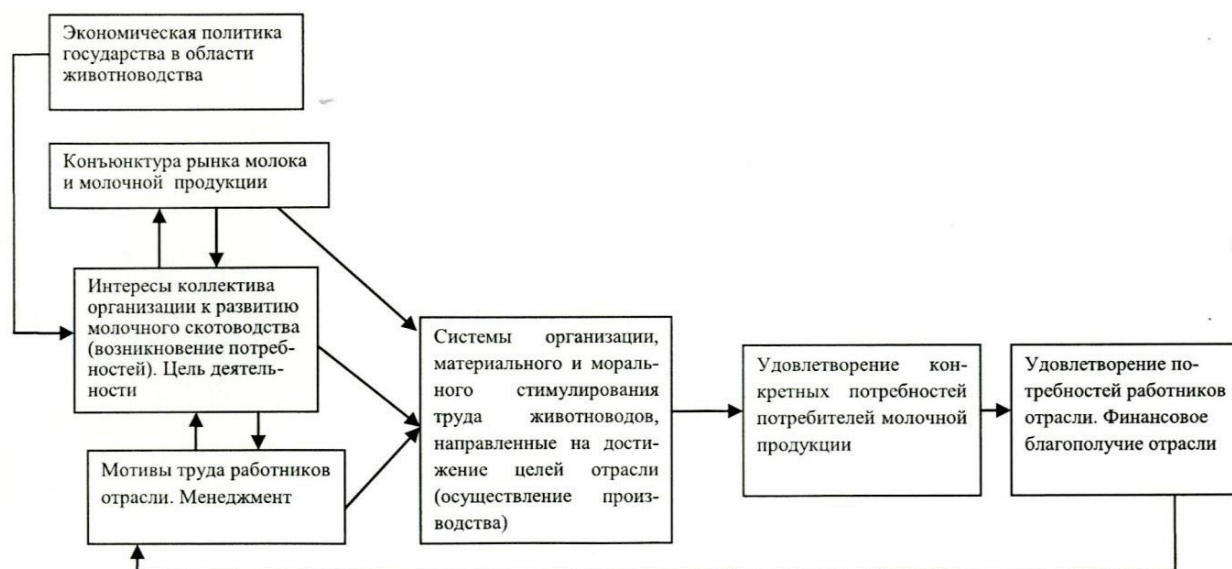 Экономическая политика
государства в области
животноводства
Конъюнктура рынка молока
и молочной продукции
Интересы коллектива
организации к развитию
молочного скотоводства
(возникновение потреб-
ностей). Цель деятель-
ности
Мотивы труда работников
отрасли. Менеджмент
Системы организации,
материального и мораль-
ного стимулирования
труда животноводов,
направленные на дости-
жение целей отрасли
(осуществление произ-
водства)
Удовлетворение кон-
кретных потребностей
потребителей молочной
продукции
Удовлетворение по-
требностей работников
отрасли. Финансовое
благополучие отрасли